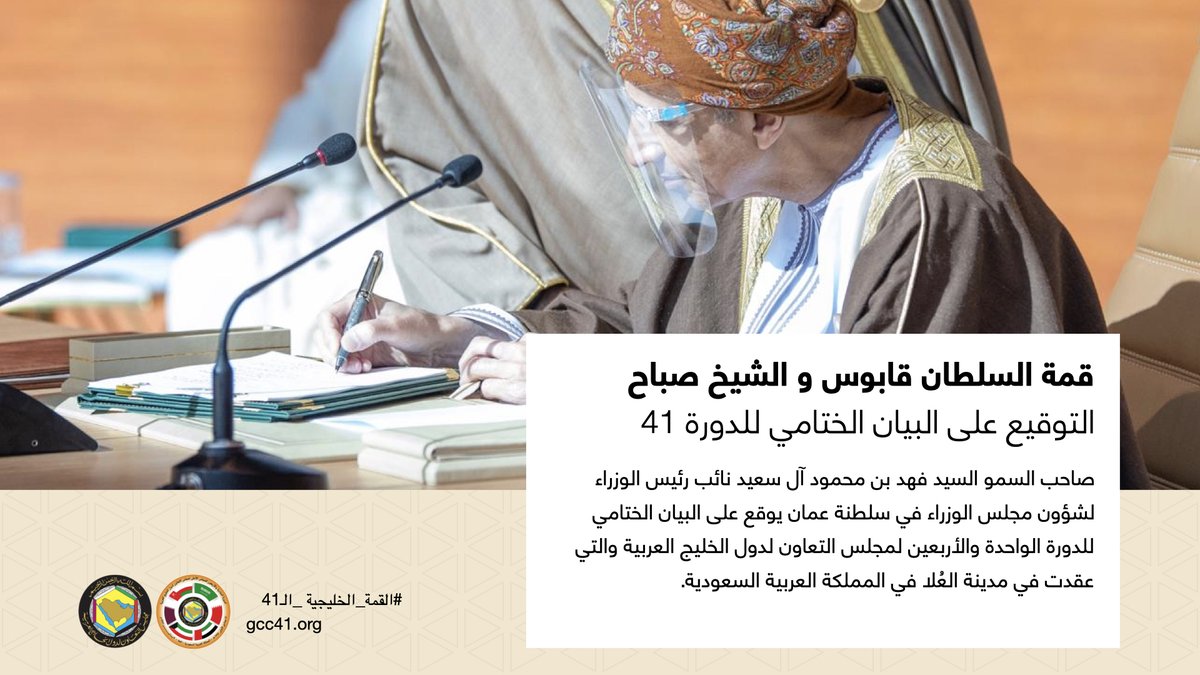 قمة السلطان قابوس و الشيخ صباح
التوقيع على البيان الختامي للدورة 41
صاحب السمو السيد فهد بن محمود آل سعيد نائب رئيس الوزراء
لشؤون مجلس الوزراء في سلطنة عمان يوقع على البيان الختامي
للدورة الواحدة والأربعين لمجلس التعاون لدول الخليج العربية والتي
عقدت في مدينة العُلا في المملكة العربية السعودية.
#القمة_الخليجية _الـ41
gcc41.org